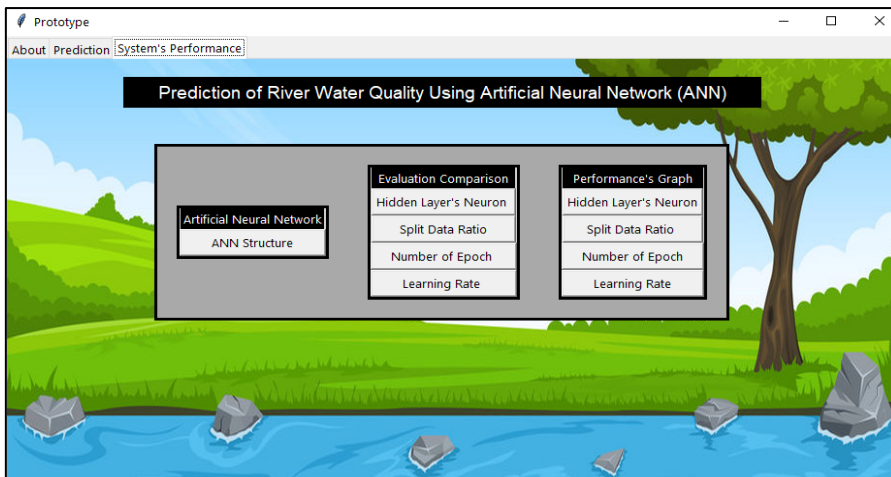 Prototype
About Prediction System's Performance
Prediction of River Water Quality Using Artificial Neural Network (ANN)
Artificial Neural Network
ANN Structure
Evaluation Comparison
Hidden Layer's Neuron
Split Data Ratio
Number of Epoch
Learning Rate
Performance's Graph
Hidden Layer's Neuron
Split Data Ratio
Number of Epoch
Learning Rate